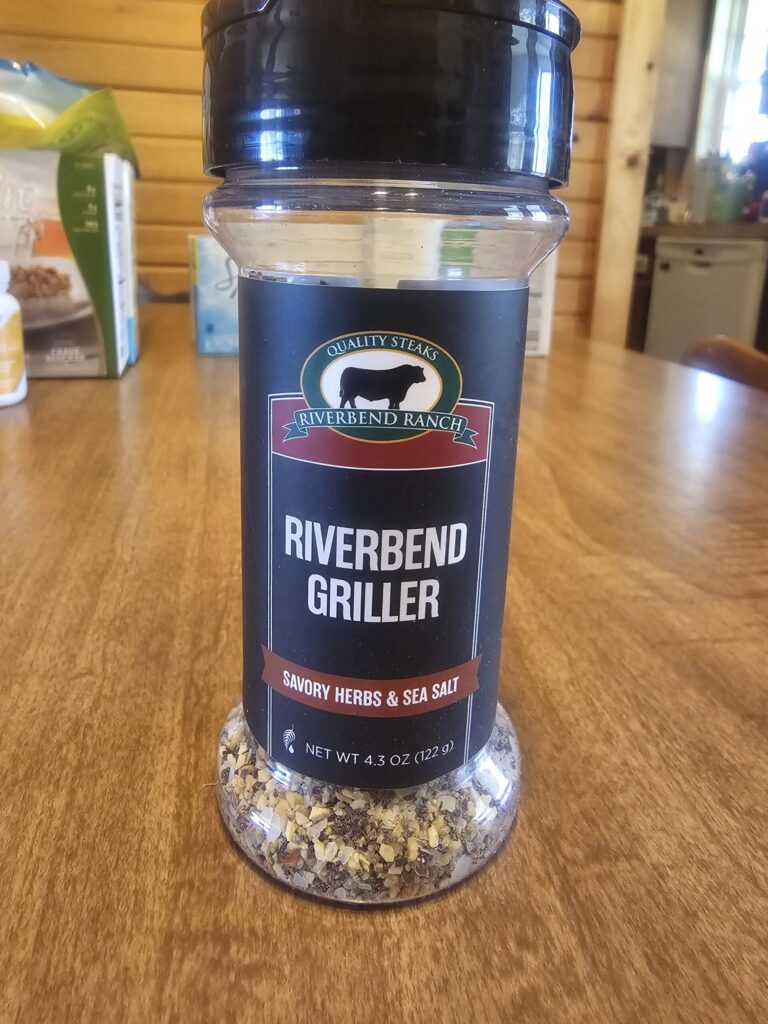 QUALITY STEAKS
RIVERBEND RANCH
RIVERBEND
GRILLER
SAVORY HERBS & SEA SALT
NET WT 4.3 OZ (122 g)